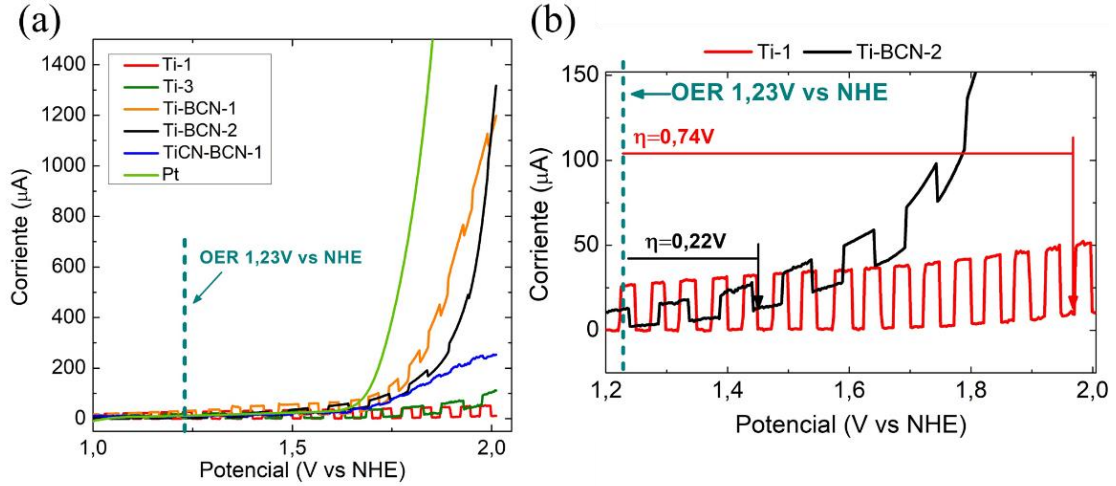 (a)
1400
1200
1000
800
600
400
200
0
Corriente (µA)
Ti-1
Ti-3
Ti-BCN-1
Ti-BCN-2
TiCN-BCN-1
Pt
OER 1,23V vs NHE
1,0
1,5
2,0
Potencial (V vs NHE)
(b)
Ti-1
Ti-BCN-2
150
100
50
0
Corriente (µA)
OER 1,23V vs NHE
η=0,74V
η=0,22V
1,2
1,4
1,6
1,8
2,0
Potencial (V vs NHE)